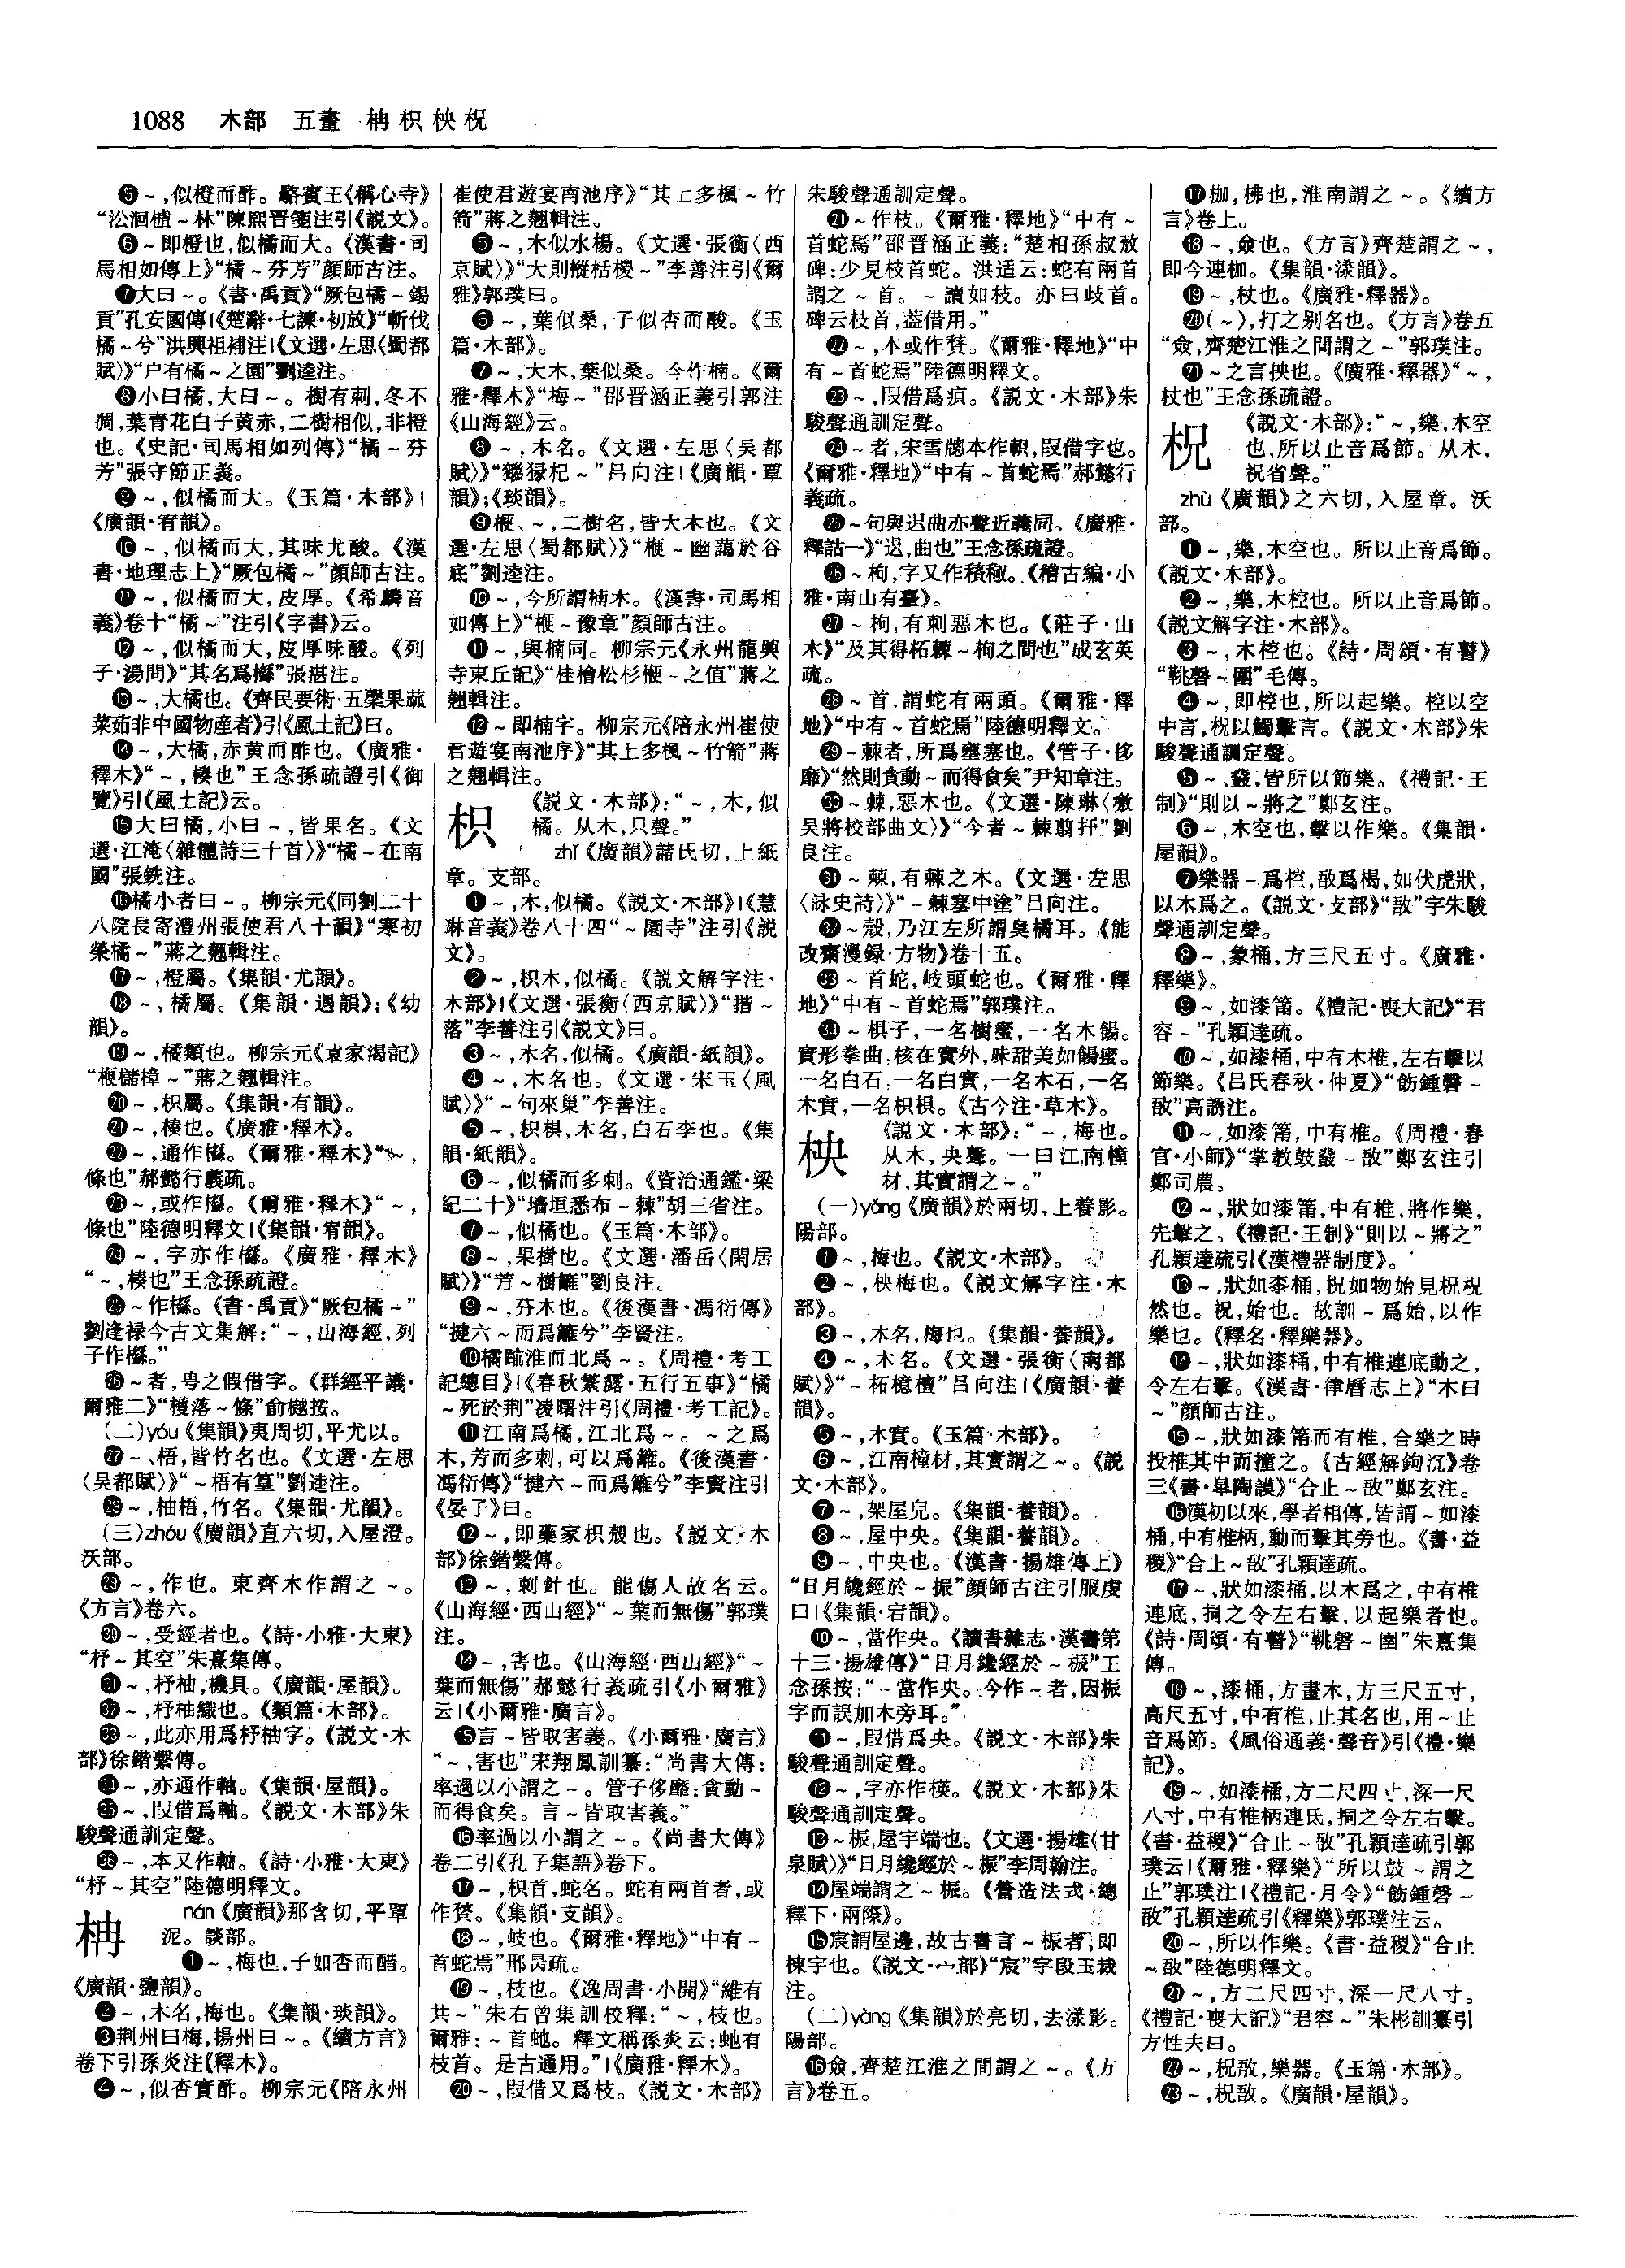 1088 木部 五畫 柟枳柍柷
❺~,似橙而酢。駱賓王《稱心寺》
“沿洄櫃~林”陳熙晋箋注引《説文》。
❻~即橙也,似橘而大。《漢書·司
馬相如傳上》“橘~芬芳”顔師古注。
❼大曰~。《書·禹貢》“厥包橘~錫
貢”孔安國傳|《楚辭·七諫·初放》“斬伐
橘~兮”洪興祖補注|《文選·左思〈蜀都
賦〉》“户有橘~之園”劉逵注。
❽小曰橘,大曰~。樹有刺,冬不
凋,葉青花白子黄赤,二樹相似,非橙
也。《史記·司馬相如列傳》“橘~芬
芳”張守節正義。
❾~,似橘而大。《玉篇·木部》|
《廣韻·宥韻》。
❿~,似橘而大,其味尤酸。《漢
書·地理志上》“厥包橘~”顔師古注。
⓫~,似橘而大,皮厚。《希麟音
義》卷十“橘~”注引《字書》云。
⓬~,似橘而大,皮厚味酸。《列
子·湯問》“其名爲櫾”張湛注。
⓭~,大橘也。《齊民要術·五槃果蓏
菜茹非中國物産者》引《風土記》曰。
⓮~,大橘,赤黄而酢也。《廣雅·
釋木》“~,楱也”王念孫疏證引《御
覽》引《風土記》云。
⓯大曰橘,小曰~,皆果名。《文
選·江淹〈雜體詩三十首〉》“橘~在南
國”張銑注。
⓰橘小者曰~。柳宗元《同劉二十
八院長寄澧州張使君八十韻》“寒初
榮橘~”蔣之翹輯注。
⓱~,橙屬。《集韻·尤韻》。
⓲~,橘屬。《集韻·遇韻》;《幼
韻》。
⓳~,橘類也。柳宗元《袁家渴記》
“楩櫧樟~”蔣之翹輯注。
⓴~,枳屬。《集韻·有韻》。
㉑~,楱也。《廣雅·釋木》。
㉒~,通作櫾。《爾雅·釋木》“~,
條也”郝懿行義疏。
㉓~,或作櫾。《爾雅·釋木》“~,
條也”陸德明釋文|《集韻·宥韻》。
㉔~,字亦作櫾。《廣雅·釋木》
“~,楱也”王念孫疏證。
㉕~作櫾。《書·禹貢》“厥包橘~”
劉逢禄今古文集解:“~,山海經,列
子作櫾。”
㉖~者,甹之假借字。《群經平議·
爾雅二》“櫌落~條”俞樾按。
(二)yóu《集韻》夷周切,平尤以。
㉗~、梧,皆竹名也。《文選·左思
〈吴都賦〉》“~梧有篁”劉逵注。
㉘~,柚梧,竹名。《集韻·尤韻》。
(三)zhóu《廣韻》直六切,入屋澄。
沃部。
㉙~,作也。東齊木作謂之~。
《方言》卷六。
㉚~,受經者也。《詩·小雅·大東》
“杼~其空”朱熹集傳。
㉛~,杼柚,機具。《廣韻·屋韻》。
㉜~,杼柚織也。《類篇·木部》。
㉝~,此亦用爲杼柚字。《説文·木
部》徐鍇繫傳。
㉞~,亦通作軸。《集韻·屋韻》。
㉟~,叚借爲軸。《説文·木部》朱
駿聲通訓定聲。
㊱~,本又作軸。《詩·小雅·大東》
“杼~其空”陸德明釋文。
柟 nán《廣韻》那含切,平覃
泥。談部。
❶~,梅也,子如杏而醋。
《廣韻·鹽韻》。
❷~,木名,梅也。《集韻·琰韻》。
❸荆州曰梅,揚州曰~。《續方言》
卷下引孫炎注《釋木》。
❹~,似杏實酢。柳宗元《陪永州
崔使君遊宴南池序》“其上多楓~竹
箭”蔣之翹輯注。
❺~,木似水楊。《文選·張衡〈西
京賦〉》“大則樅栝椶~”李善注引《爾
雅》郭璞曰。
❻~,葉似桑,子似杏而酸。《玉
篇·木部》。
❼~,大木,葉似桑。今作楠。《爾
雅·釋木》“梅~”邵晋涵正義引郭注
《山海經》云。
❽~,木名。《文選·左思〈吴都
賦〉》“㯕櫞杞~”吕向注|《廣韻·覃
韻》;《琰韻》。
❾楩、~,二樹名,皆大木也。《文
選·左思〈蜀都賦〉》“楩~幽藹於谷
底”劉逵注。
❿~,今所謂楠木。《漢書·司馬相
如傳上》“楩~豫章”顔師古注。
⓫~,與楠同。柳宗元《永州龍興
寺東丘記》“桂檜松杉楩~之值”蔣之
翹輯注。
⓬~即楠字。柳宗元《陪永州崔使
君遊宴南池序》“其上多楓~竹箭”蔣
之翹輯注。
枳 《説文·木部》:“~,木,似
橘。从木,只聲。”
zhǐ《廣韻》諸氏切,上紙
章。支部。
❶~,木,似橘。《説文·木部》|《慧
琳音義》卷八十四“~園寺”注引《説
文》。
❷~,枳木,似橘。《説文解字注·
木部》|《文選·張衡〈西京賦〉》“揩~
落”李善注引《説文》曰。
❸~,木名,似橘。《廣韻·紙韻》。
❹~,木名也。《文選·宋玉〈風
賦〉》“~句來巢”李善注。
❺~,枳椇,木名,白石李也。《集
韻·紙韻》。
❻~,似橘而多刺。《資治通鑑·梁
紀二十》“墻垣悉布~棘”胡三省注。
❼~,似橘也。《玉篇·木部》。
❽~,果樹也。《文選·潘岳〈閑居
賦〉》“芳~樹籬”劉良注。
❾~,芬木也。《後漢書·馮衍傳》
“揵六~而爲籬兮”李賢注。
❿橘踰淮而北爲~。《周禮·考工
記總目》|《春秋繁露·五行五事》“橘
~死於荆”凌曙注引《周禮·考工記》。
⓫江南爲橘,江北爲~。~之爲
木,芳而多刺,可以爲籬。《後漢書·
馮衍傳》“揵六~而爲籬兮”李賢注引
《晏子》曰。
⓬~,即藥家枳殼也。《説文·木
部》徐鍇繫傳。
⓭~,刺針也。能傷人故名云。
《山海經·西山經》“~葉而無傷”郭璞
注。
⓮~,害也。《山海經·西山經》“~
葉而無傷”郝懿行義疏引《小爾雅》
云|《小爾雅·廣言》。
⓯言~皆取害義。《小爾雅·廣言》
“~,害也”宋翔鳳訓纂:“尚書大傳:
率過以小謂之~。管子侈靡:貪動~
而得食矣。言~皆取害義。”
⓰率過以小謂之~。《尚書大傳》
卷二引《孔子集語》卷下。
⓱~,枳首,蛇名。蛇有兩首者,或
作䝯。《集韻·支韻》。
⓲~,岐也。《爾雅·釋地》“中有~
首蛇焉”邢昺疏。
⓳~,枝也。《逸周書·小開》“維有
共~”朱右曾集訓校釋:“~,枝也。
爾雅:~首虵。釋文稱孫炎云:虵有
枝首。是古通用。”|《廣雅·釋木》。
⓴~,叚借又爲枝。《説文·木部》
朱駿聲通訓定聲。
㉑~作枝。《爾雅·釋地》“中有~
首蛇焉”邵晋涵正義:“楚相孫叔敖
碑:少見枝首蛇。洪适云:蛇有兩首
謂之~首。~讀如枝。亦曰歧首。
碑云枝首,葢借用。”
㉒~,本或作䝯。《爾雅·釋地》“中
有~首蛇焉”陸德明釋文。
㉓~,叚借爲疻。《説文·木部》朱
駿聲通訓定聲。
㉔~者,宋雪牕本作軹,叚借字也。
《爾雅·釋地》“中有~首蛇焉”郝懿行
義疏。
㉕~句與迟曲亦聲近義同。《廣雅·
釋詁一》“迟,曲也”王念孫疏證。
㉖~枸,字又作𥠻𥡴。《稽古編·小
雅·南山有臺》。
㉗~枸,有刺惡木也。《莊子·山
木》“及其得柘棘~枸之間也”成玄英
疏。
㉘~首,謂蛇有兩頭。《爾雅·釋
地》“中有~首蛇焉”陸德明釋文。
㉙~棘者,所爲壅塞也。《管子·侈
靡》“然則貪動~而得食矣”尹知章注。
㉚~棘,惡木也。《文選·陳琳〈檄
吴將校部曲文〉》“今者~棘翦扞”劉
良注。
㉛~棘,有棘之木。《文選·左思
〈詠史詩〉》“~棘塞中塗”吕向注。
㉜~殻,乃江左所謂臭橘耳。《能
改齋漫録·方物》卷十五。
㉝~首蛇,岐頭蛇也。《爾雅·釋
地》“中有~首蛇焉”郭璞注。
㉞~椇子,一名樹蜜,一名木餳。
實形拳曲,核在實外,味甜美如餳蜜。
一名白石,一名白實,一名木石,一名
木實,一名枳椇。《古今注·草木》。
柍 《説文·木部》:“~,梅也。
从木,央聲。一曰江南橦
材,其實謂之~。”
(一)yǎng《廣韻》於兩切,上養影。
陽部。
❶~,梅也。《説文·木部》。
❷~,柍梅也。《説文解字注·木
部》。
❸~,木名,梅也。《集韻·養韻》。
❹~,木名。《文選·張衡〈南都
賦〉》“~柘檍檀”吕向注|《廣韻·養
韻》。
❺~,木實。《玉篇·木部》。
❻~,江南橦材,其實謂之~。《説
文·木部》。
❼~,架屋皃。《集韻·養韻》。
❽~,屋中央。《集韻·養韻》。
❾~,中央也。《漢書·揚雄傳上》
“日月纔經於~桭”顔師古注引服虔
曰|《集韻·宕韻》。
❿~,當作央。《讀書雜志·漢書第
十三·揚雄傳》“日月纔經於~桭”王
念孫按:“~當作央。今作~者,因桭
字而誤加木旁耳。”
⓫~,叚借爲央。《説文·木部》朱
駿聲通訓定聲。
⓬~,字亦作楧。《説文·木部》朱
駿聲通訓定聲。
⓭~桭,屋宇端也。《文選·揚雄〈甘
泉賦〉》“日月纔經於~桭”李周翰注。
⓮屋端謂之~桭。《營造法式·總
釋下·兩際》。
⓯宸謂屋邊,故古書言~桭者,即
棟宇也。《説文·宀部》“宸”字段玉裁
注。
(二)yàng《集韻》於亮切,去漾影。
陽部。
⓰僉,齊楚江淮之間謂之~。《方
言》卷五。
⓱枷,柫也,淮南謂之~。《續方
言》卷上。
⓲~,僉也。《方言》齊楚謂之~,
即今連枷。《集韻·漾韻》。
⓳~,杖也。《廣雅·釋器》。
⓴(~),打之别名也。《方言》卷五
“僉,齊楚江淮之間謂之~”郭璞注。
㉑~之言抰也。《廣雅·釋器》“~,
杖也”王念孫疏證。
柷 《説文·木部》:“~,樂,木空
也,所以止音爲節。从木,
祝省聲。”
zhù《廣韻》之六切,入屋章。沃
部。
❶~,樂,木空也。所以止音爲節。
《説文·木部》。
❷~,樂,木椌也。所以止音爲節。
《説文解字注·木部》。
❸~,木椌也。《詩·周頌·有瞽》
“鞉磬~圉”毛傳。
❹~,即椌也,所以起樂。椌以空
中言,柷以觸擊言。《説文·木部》朱
駿聲通訓定聲。
❺~、鼗,皆所以節樂。《禮記·王
制》“則以~將之”鄭玄注。
❻~,木空也,擊以作樂。《集韻·
屋韻》。
❼樂器~爲椌,敔爲楬,如伏虎狀,
以木爲之。《説文·攴部》“敔”字朱駿
聲通訓定聲。
❽~,象桶,方三尺五寸。《廣雅·
釋樂》。
❾~,如漆筩。《禮記·喪大記》“君
容~”孔穎達疏。
❿~,如漆桶,中有木椎,左右擊以
節樂。《吕氏春秋·仲夏》“飭鍾磬~
敔”高誘注。
⓫~,如漆筩,中有椎。《周禮·春
官·小師》“掌教鼓鼗~敔”鄭玄注引
鄭司農。
⓬~,狀如漆筩,中有椎,將作樂,
先擊之。《禮記·王制》“則以~將之”
孔穎達疏引《漢禮器制度》。
⓭~,狀如桼桶,柷如物始見柷柷
然也。祝,始也。故訓~爲始,以作
樂也。《釋名·釋樂器》。
⓮~,狀如漆桶,中有椎連底動之,
令左右擊。《漢書·律曆志上》“木曰
~”顔師古注。
⓯~,狀如漆筩而有椎,合樂之時
投椎其中而撞之。《古經解鉤沉》卷
三《書·臯陶謨》“合止~敔”鄭玄注。
⓰漢初以來,學者相傳,皆謂~如漆
桶,中有椎柄,動而擊其旁也。《書·益
稷》“合止~敔”孔穎達疏。
⓱~,狀如漆桶,以木爲之,中有椎
連底,挏之令左右擊,以起樂者也。
《詩·周頌·有瞽》“鞉磬~圉”朱熹集
傳。
⓲~,漆桶,方畫木,方三尺五寸,
高尺五寸,中有椎,止其名也,用~止
音爲節。《風俗通義·聲音》引《禮·樂
記》。
⓳~,如漆桶,方二尺四寸,深一尺
八寸,中有椎柄連氐,挏之令左右擊。
《書·益稷》“合止~敔”孔穎達疏引郭
璞云|《爾雅·釋樂》“所以鼓~謂之
止”郭璞注|《禮記·月令》“飭鍾磬~
敔”孔穎達疏引《釋樂》郭璞注云。
⓴~,所以作樂。《書·益稷》“合止
~敔”陸德明釋文。
㉑~,方二尺四寸,深一尺八寸。
《禮記·喪大記》“君容~”朱彬訓纂引
方性夫曰。
㉒~,柷敔,樂器。《玉篇·木部》。
㉓~,柷敔。《廣韻·屋韻》。